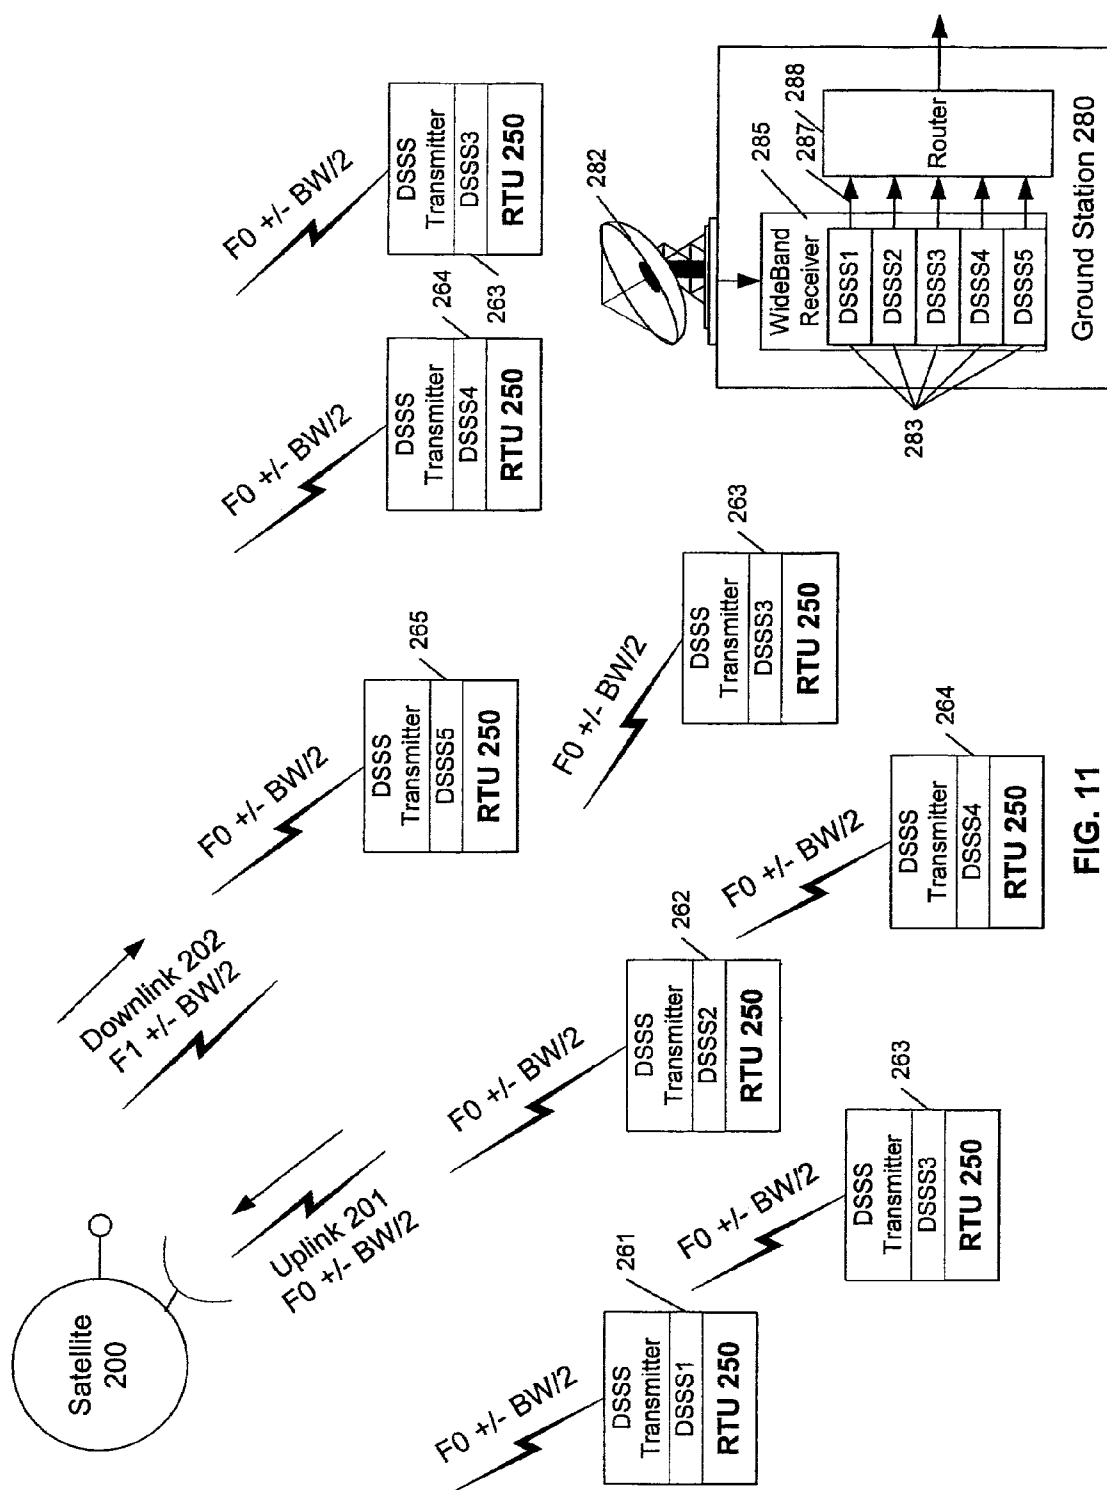 Satellite
200
Downlink 202
F1 +/- BW/2
Uplink 201
F0 +/- BW/2
F0 +/- BW/2
261
DSSS
Transmitter
DSSS1
RTU 250
F0 +/- BW/2
263
DSSS
Transmitter
DSSS3
RTU 250
F0 +/- BW/2
262
DSSS
Transmitter
DSSS2
RTU 250
F0 +/- BW/2
264
DSSS
Transmitter
DSSS4
RTU 250
F0 +/- BW/2
265
DSSS
Transmitter
DSSS5
RTU 250
F0 +/- BW/2
263
DSSS
Transmitter
DSSS3
RTU 250
F0 +/- BW/2
264
DSSS
Transmitter
DSSS4
RTU 250
F0 +/- BW/2
263
DSSS
Transmitter
DSSS3
RTU 250
282
285
287
288
WideBand
Receiver
DSSS1
DSSS2
DSSS3
DSSS4
DSSS5
283
Router
Ground Station 280
FIG. 11